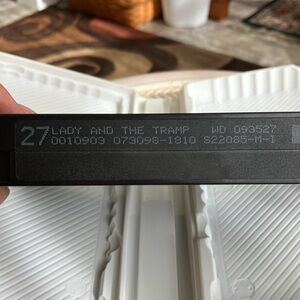 27 LADY AND THE TRAMP WD 093527
0010903 073098-1810 S22085-M-I